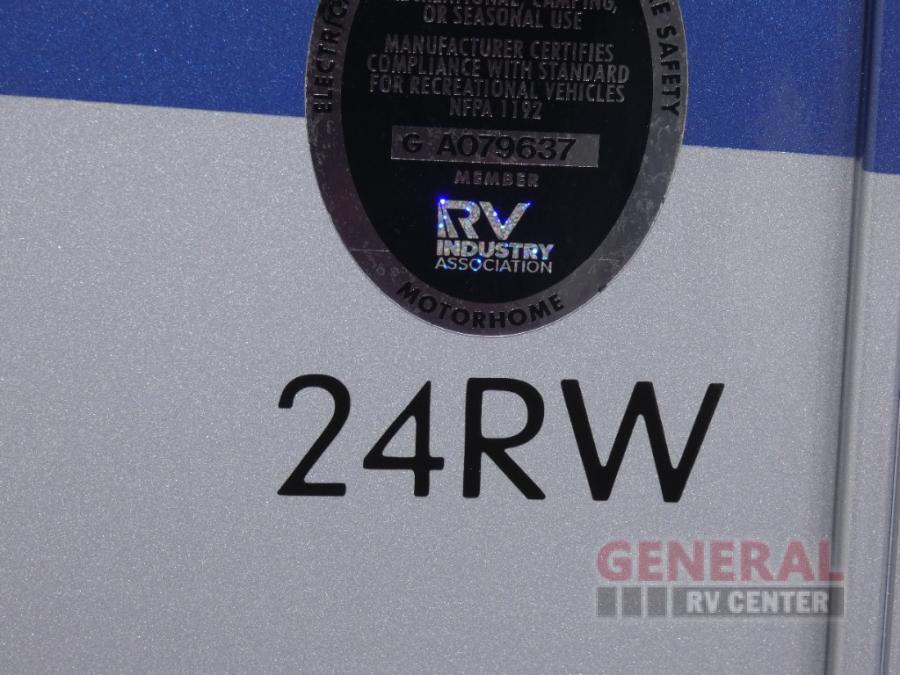 OR SEASONAL USE
MANUFACTURER CERTIFIES
COMPLIANCE WITH STANDARD
FOR RECREATIONAL VEHICLES
NFPA 1192
G A079637
MEMBER
RV
INDUSTRY
ASSOCIATION
SAFETY
MOTORHOME
24RW
GENERAL
RV CENTER